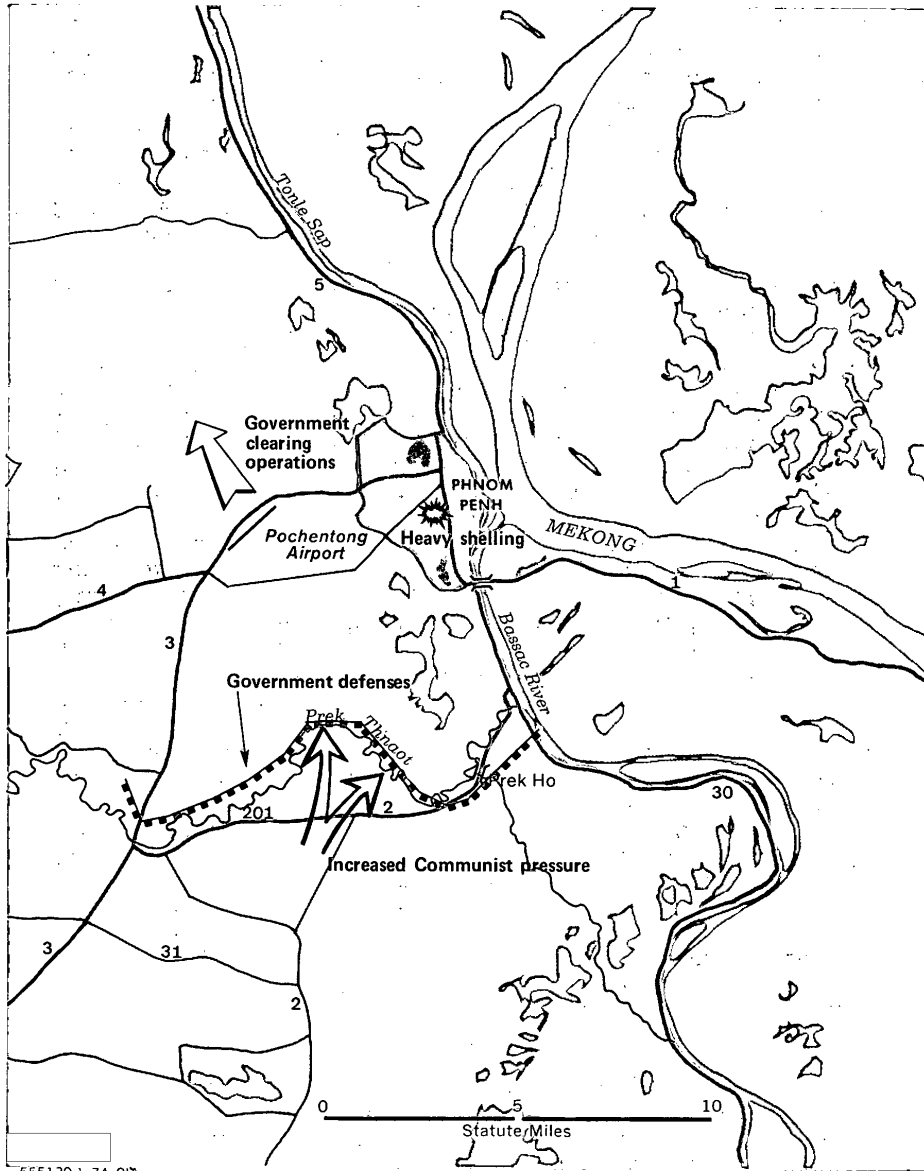 Tonle Sap
5
Government
clearing
operations
PHNOM
PENH
Heavy shelling
Pochentong
Airport
MEKONG
1
4
3
Bassac River
Government defenses
Prek Thnaot
Prek Ho
30
201
2
Increased Communist pressure
3
31
2
0 5 10
Statute Miles